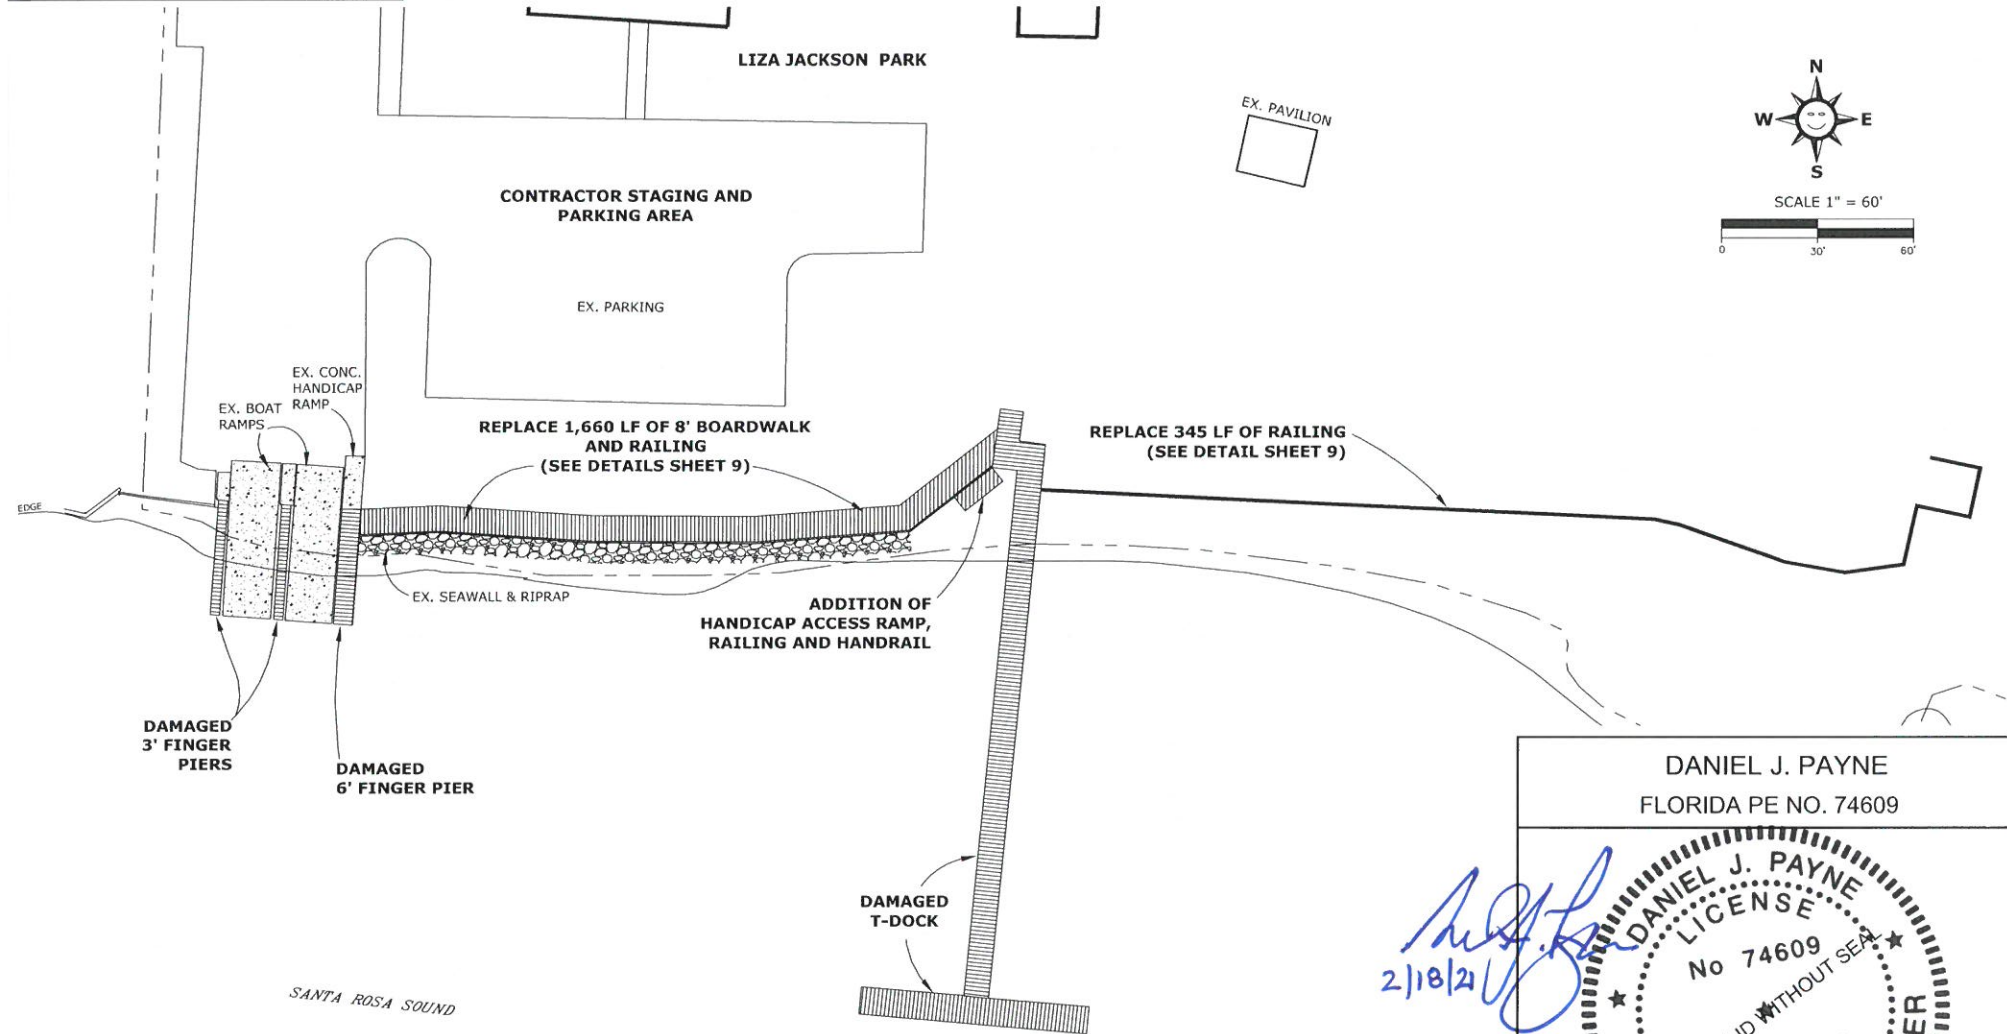 LIZA JACKSON PARK
EX. PAVILION
N
W E
S
SCALE 1" = 60'
0 30' 60'
CONTRACTOR STAGING AND
PARKING AREA
EX. PARKING
EX. CONC.
HANDICAP
RAMP
EX. BOAT
RAMPS
REPLACE 1,660 LF OF 8' BOARDWALK
AND RAILING
(SEE DETAILS SHEET 9)
REPLACE 345 LF OF RAILING
(SEE DETAIL SHEET 9)
EDGE
EX. SEAWALL & RIPRAP
ADDITION OF
HANDICAP ACCESS RAMP,
RAILING AND HANDRAIL
DAMAGED
3' FINGER
PIERS
DAMAGED
6' FINGER PIER
DAMAGED
T-DOCK
SANTA ROSA SOUND
DANIEL J. PAYNE
FLORIDA PE NO. 74609
2/18/21
DANIEL J. PAYNE
LICENSE
No 74609
WITHOUT SEAL